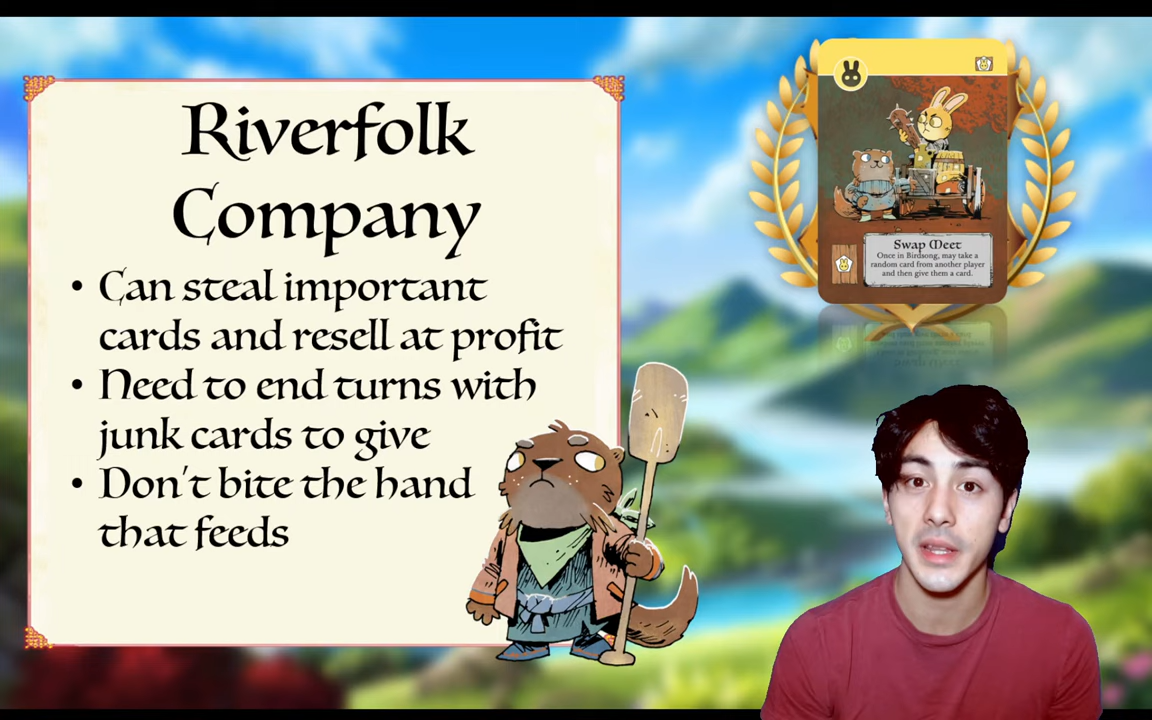 Riverfolk
Company
• Can steal important
cards and resell at profit
• Need to end turns with
junk cards to give
• Don't bite the hand
that feeds
Swap Meet
Once in Birdsong, may take a
random card from another player
and then give them a card.